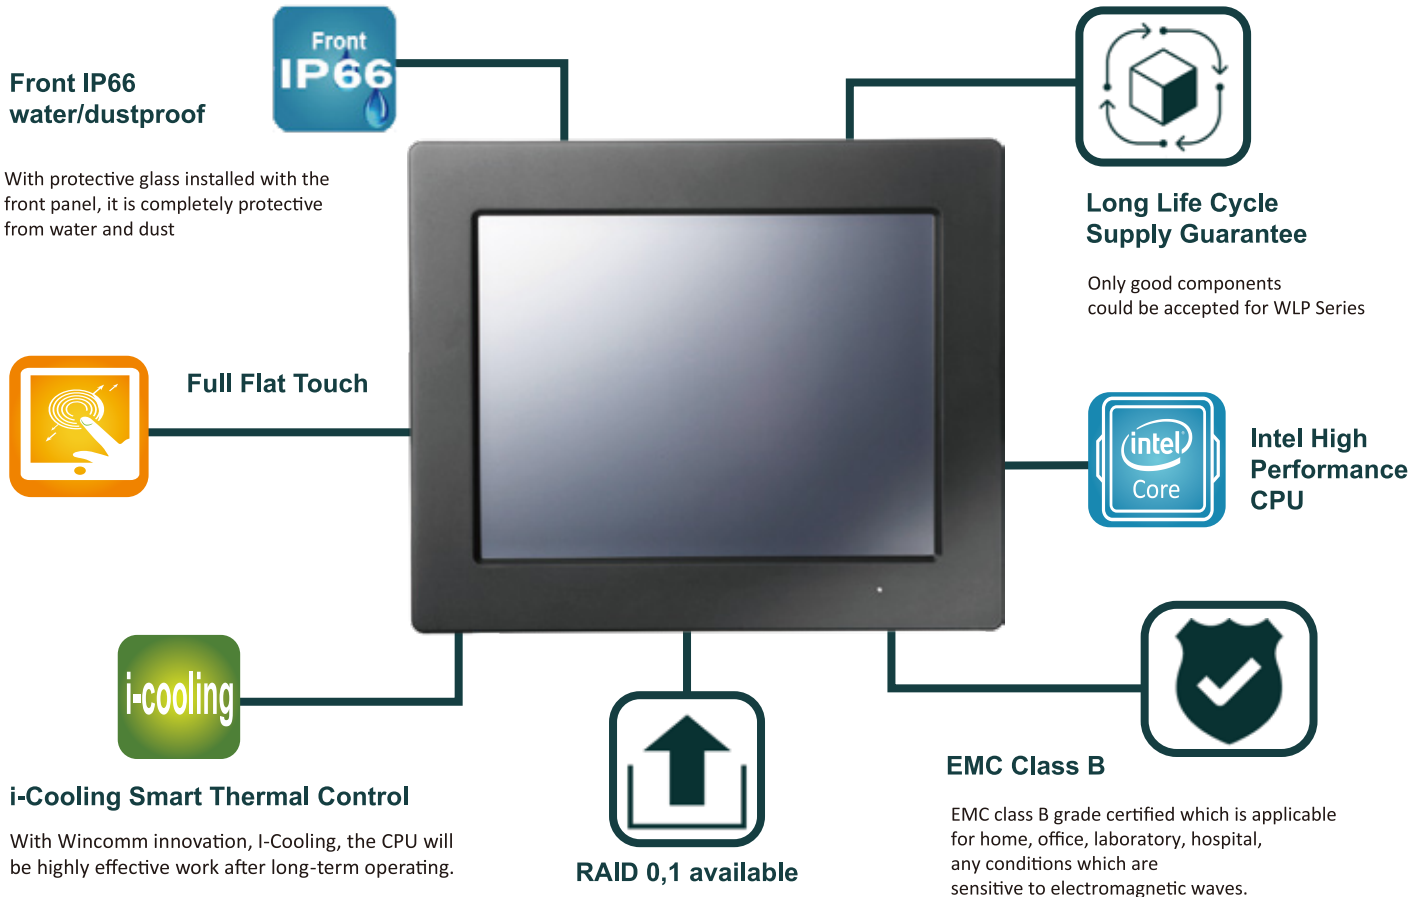 Front
IP66
Front IP66
water/dustproof
With protective glass installed with the
front panel, it is completely protective
from water and dust
Long Life Cycle
Supply Guarantee
Only good components
could be accepted for WLP Series
Full Flat Touch
intel
Core
Intel High
Performance
CPU
i-cooling
i-Cooling Smart Thermal Control
With Wincomm innovation, I-Cooling, the CPU will
be highly effective work after long-term operating.
RAID 0,1 available
EMC Class B
EMC class B grade certified which is applicable
for home, office, laboratory, hospital,
any conditions which are
sensitive to electromagnetic waves.